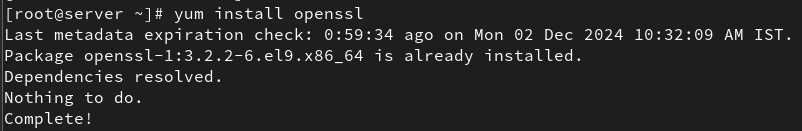 [root@server ~]# yum install openssl
Last metadata expiration check: 0:59:34 ago on Mon 02 Dec 2024 10:32:09 AM IST.
Package openssl-1:3.2.2-6.el9.x86_64 is already installed.
Dependencies resolved.
Nothing to do.
Complete!